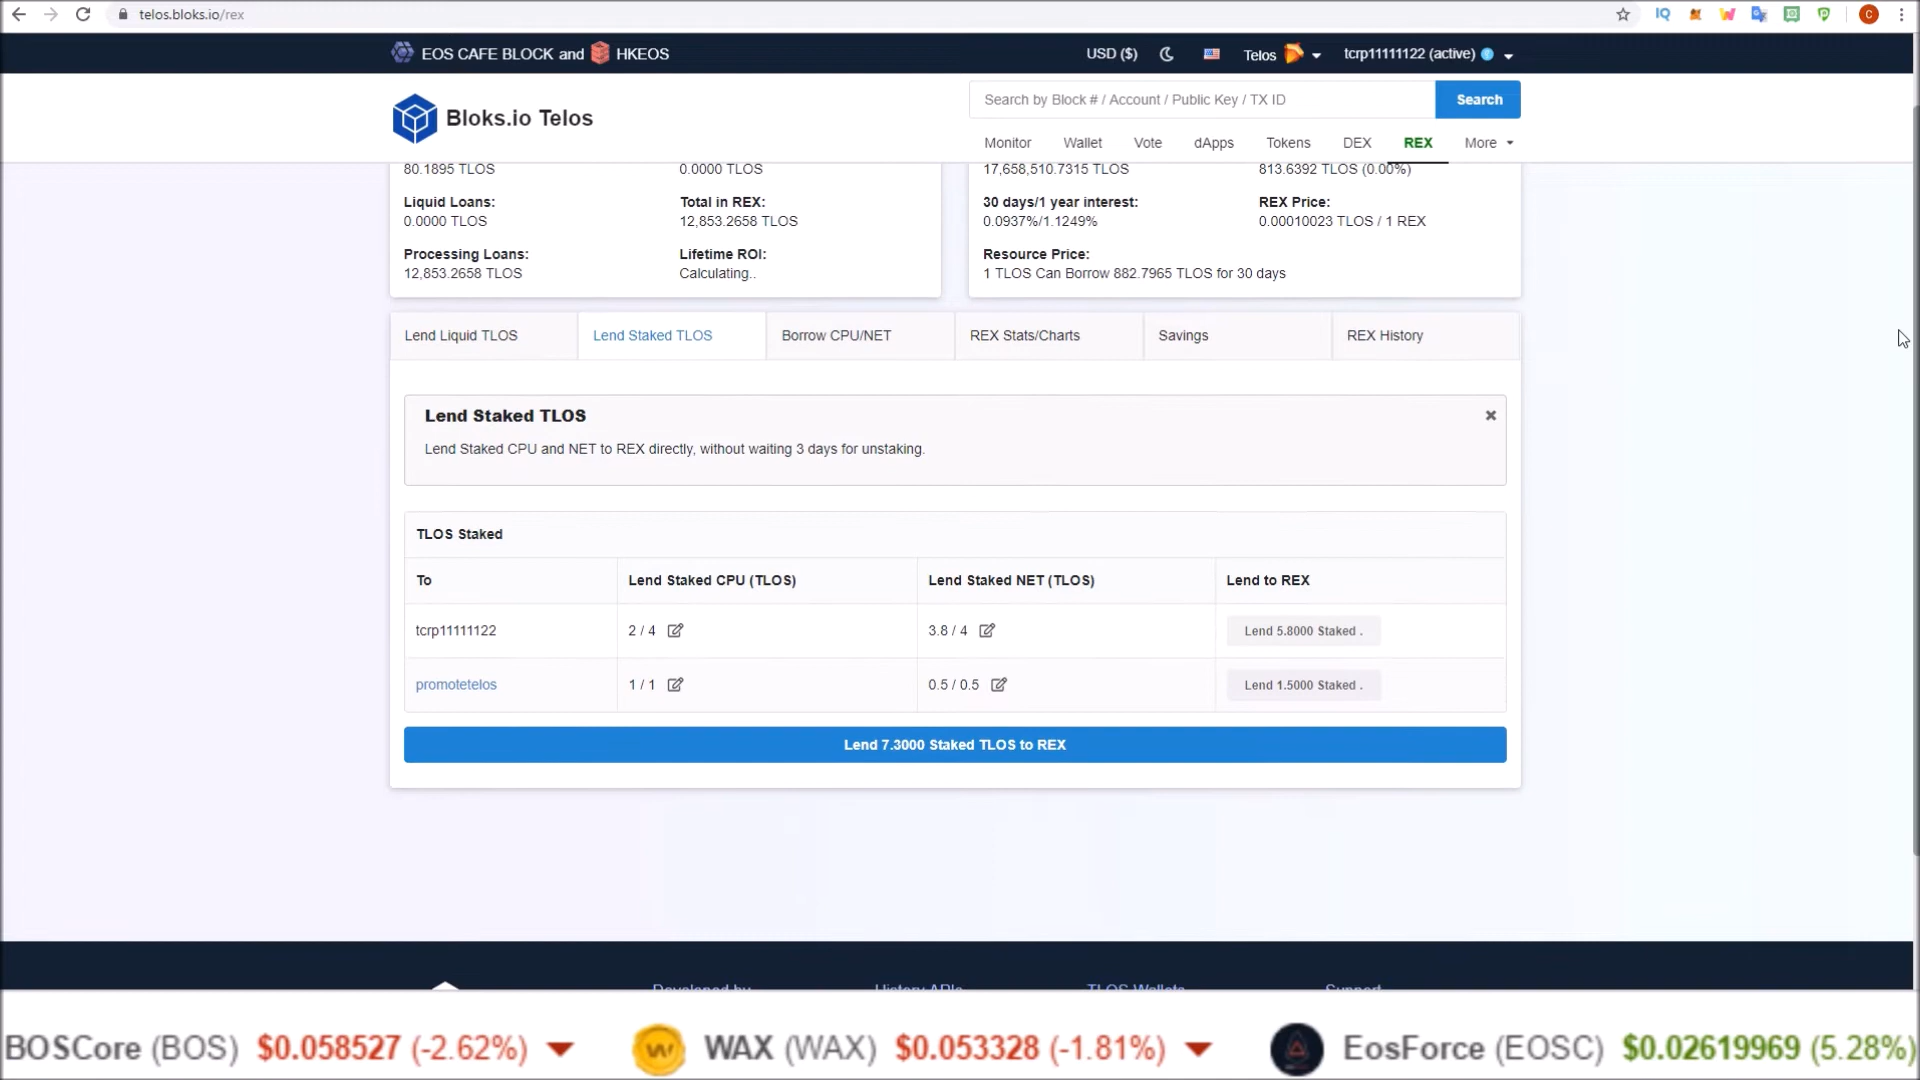 telos.bloks.io/rex
EOS CAFE BLOCK and HKEOS
USD ($)
Telos
tcrp11111122 (active)
Bloks.io Telos
Search by Block # / Account / Public Key / TX ID
Search
Monitor Wallet Vote dApps Tokens DEX REX More
80.1895 TLOS 0.0000 TLOS
Liquid Loans: Total in REX:
0.0000 TLOS 12,853.2658 TLOS
Processing Loans: Lifetime ROI:
12,853.2658 TLOS Calculating..
17,658,510.7315 TLOS 813.6392 TLOS (0.00%)
30 days/1 year interest: REX Price:
0.0937%/1.1249% 0.00010023 TLOS / 1 REX
Resource Price:
1 TLOS Can Borrow 882.7965 TLOS for 30 days
Lend Liquid TLOS Lend Staked TLOS Borrow CPU/NET REX Stats/Charts Savings REX History
Lend Staked TLOS
Lend Staked CPU and NET to REX directly, without waiting 3 days for unstaking.
TLOS Staked
To Lend Staked CPU (TLOS) Lend Staked NET (TLOS) Lend to REX
tcrp11111122 2 / 4 3.8 / 4 Lend 5.8000 Staked .
promotetelos 1 / 1 0.5 / 0.5 Lend 1.5000 Staked .
Lend 7.3000 Staked TLOS to REX
Developed by History APIs TLOS Wallets Support
BOSCore (BOS) $0.058527 (-2.62%) WAX (WAX) $0.053328 (-1.81%) EosForce (EOSC) $0.02619969 (5.28%)